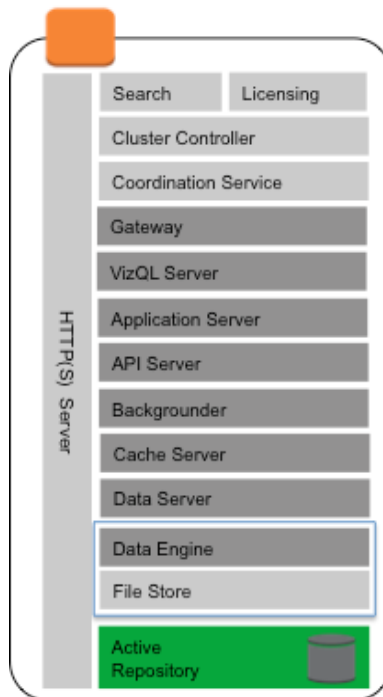 Search
Licensing
Cluster Controller
Coordination Service
Gateway
VizQL Server
Application Server
API Server
Backgrounder
Cache Server
Data Server
Data Engine
File Store
Active
Repository
HTTP(S) Server